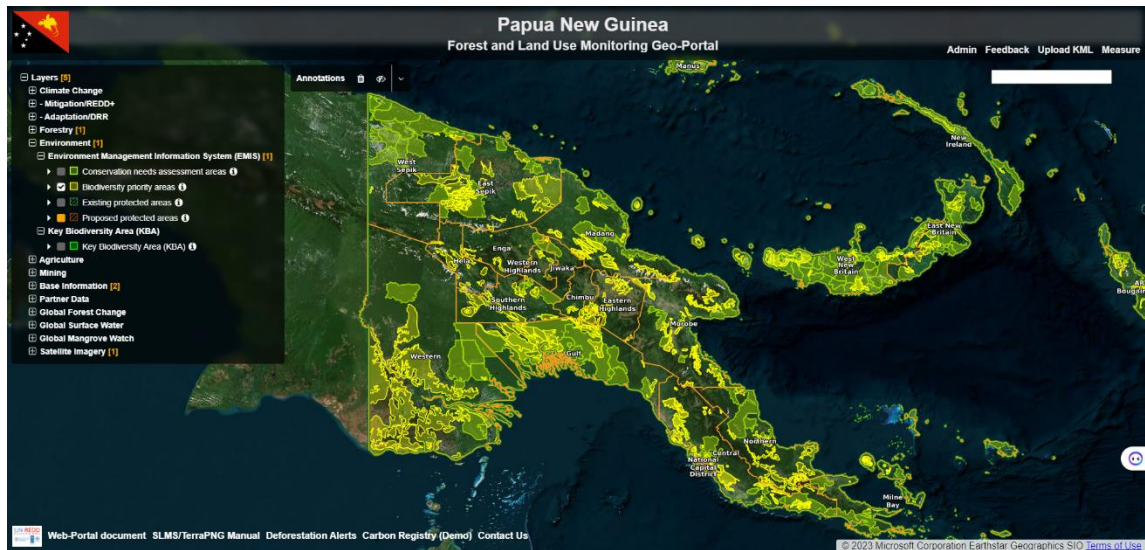 Papua New Guinea
Forest and Land Use Monitoring Geo-Portal
Admin Feedback Upload KML Measure
Layers [5]
Climate Change
- Mitigation/REDD+
- Adaptation/DRR
Forestry [1]
Environment [1]
Environment Management Information System (EMIS) [1]
Conservation needs assessment areas
Biodiversity priority areas
Existing protected areas
Proposed protected areas
Key Biodiversity Area (KBA)
Key Biodiversity Area (KBA)
Agriculture
Mining
Base Information [2]
Partner Data
Global Forest Change
Global Surface Water
Global Mangrove Watch
Satellite Imagery [1]
Annotations
Manus
New
Ireland
West
Sepik
East
Sepik
Madang
East New
Britain
West
New
Britain
Enga
Hela
Western
Highlands
Jiwaka
Southern
Highlands
Chimbu
Eastern
Highlands
Morobe
Western
Gulf
Northern
Central
National
Capital
District
Milne
Bay
AR
Bougain
UN-REDD
Web-Portal document SLMS/TerraPNG Manual Deforestation Alerts Carbon Registry (Demo) Contact Us
© 2023 Microsoft Corporation Earthstar Geographics SIO Terms of Use